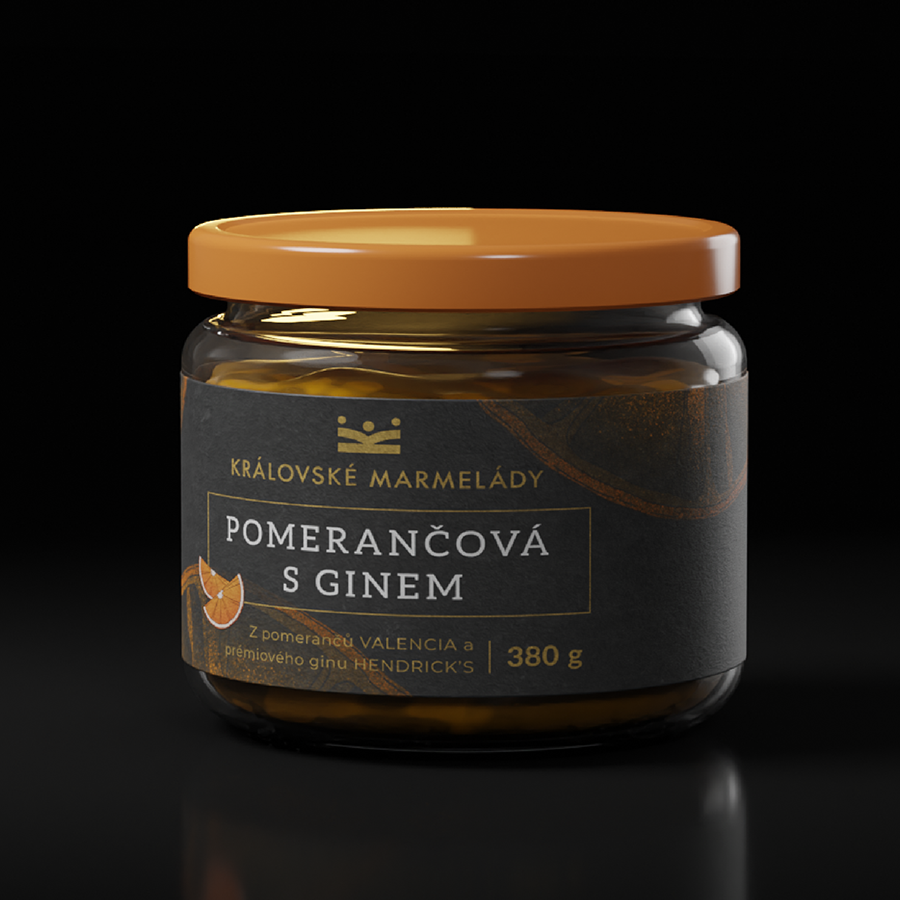 KRÁLOVSKÉ MARMELÁDY
POMERANČOVÁ
S GINEM
Z pomerančů VALENCIA a
prémiového ginu HENDRICK'S
380 g